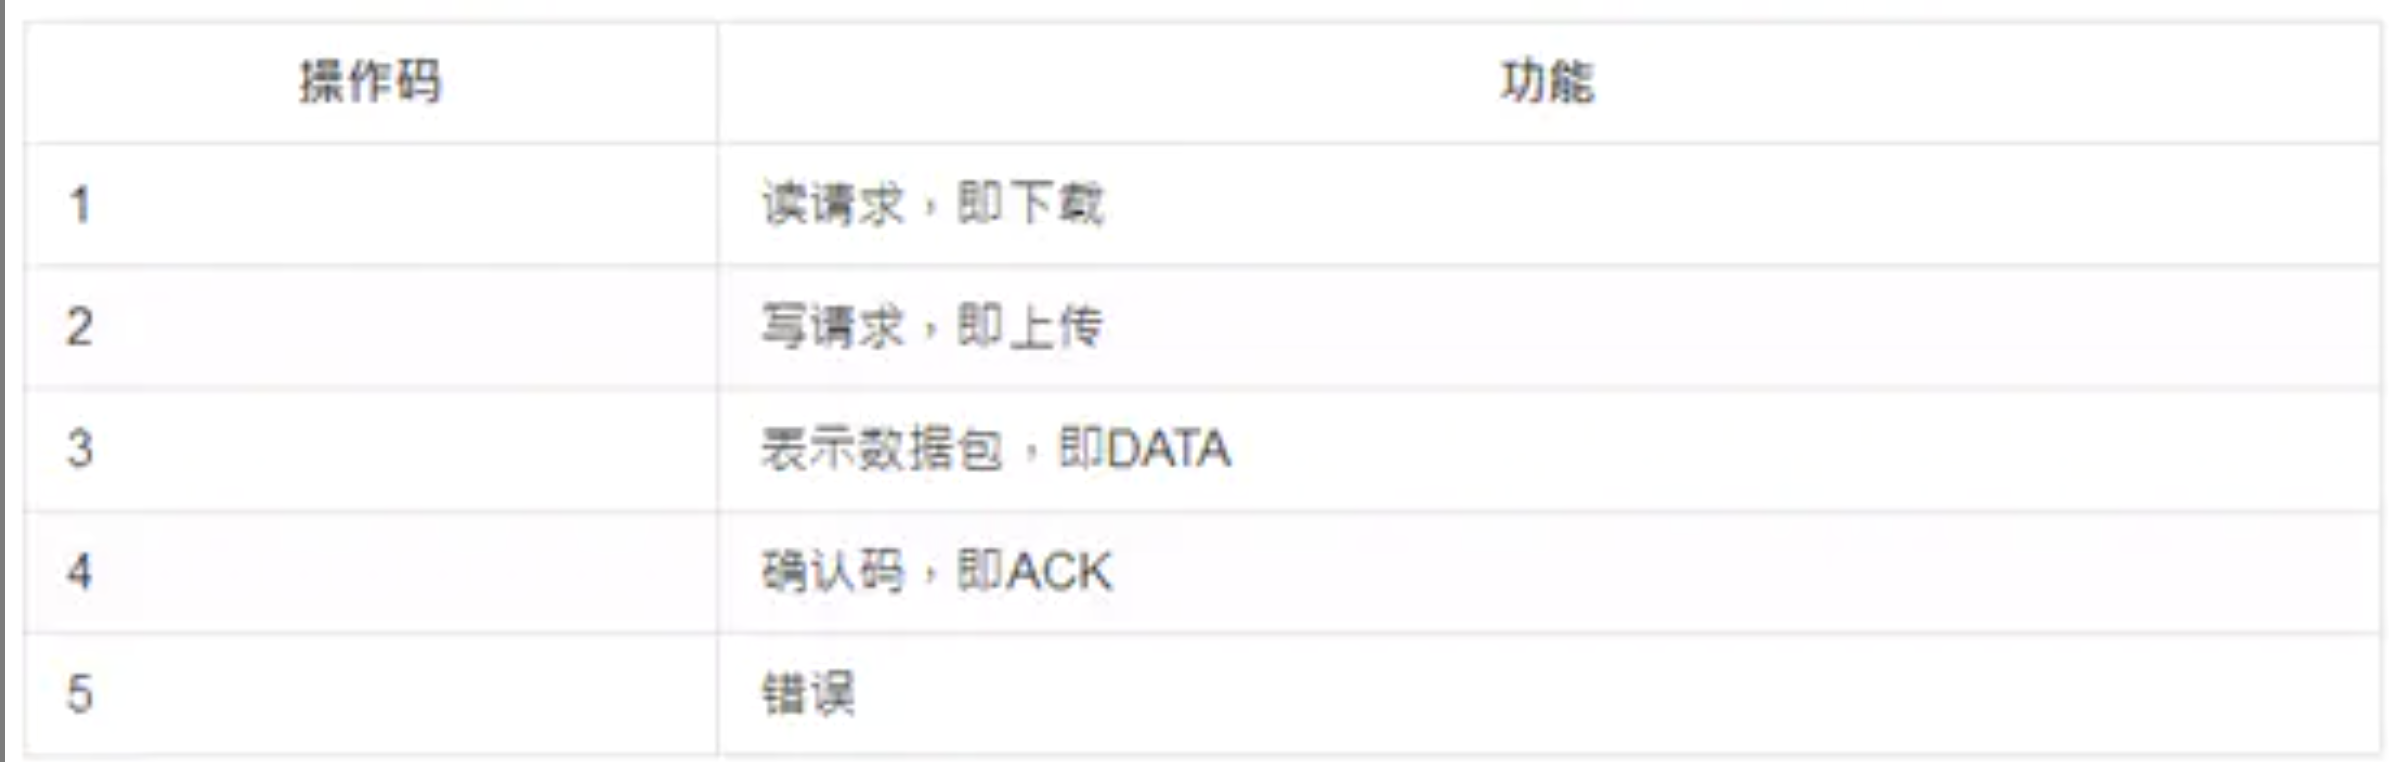 操作码 功能
1 读请求，即下载
2 写请求，即上传
3 表示数据包，即DATA
4 确认码，即ACK
5 错误